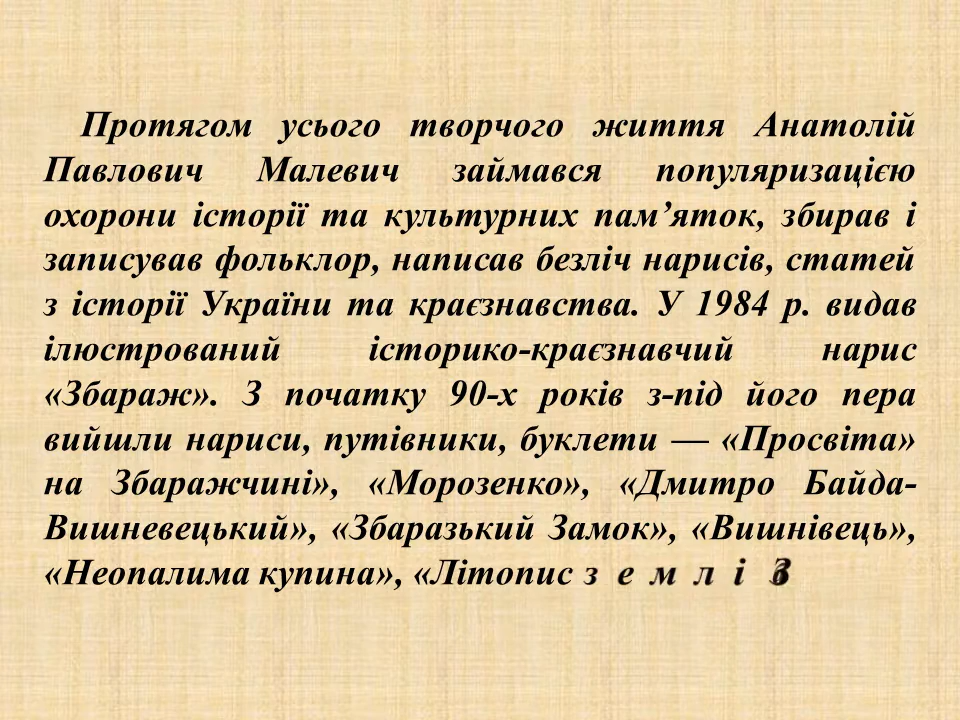 Протягом усього творчого життя Анатолій
Павлович Малевич займався популяризацією
охорони історії та культурних пам’яток, збирав і
записував фольклор, написав безліч нарисів, статей
з історії України та краєзнавства. У 1984 р. видав
ілюстрований історико-краєзнавчий нарис
«Збараж». З початку 90-х років з-під його пера
вийшли нариси, путівники, буклети — «Просвіта»
на Збаражчині», «Морозенко», «Дмитро Байда-
Вишневецький», «Збаразький Замок», «Вишнівець»,
«Неопалима купина», «Літопис землі